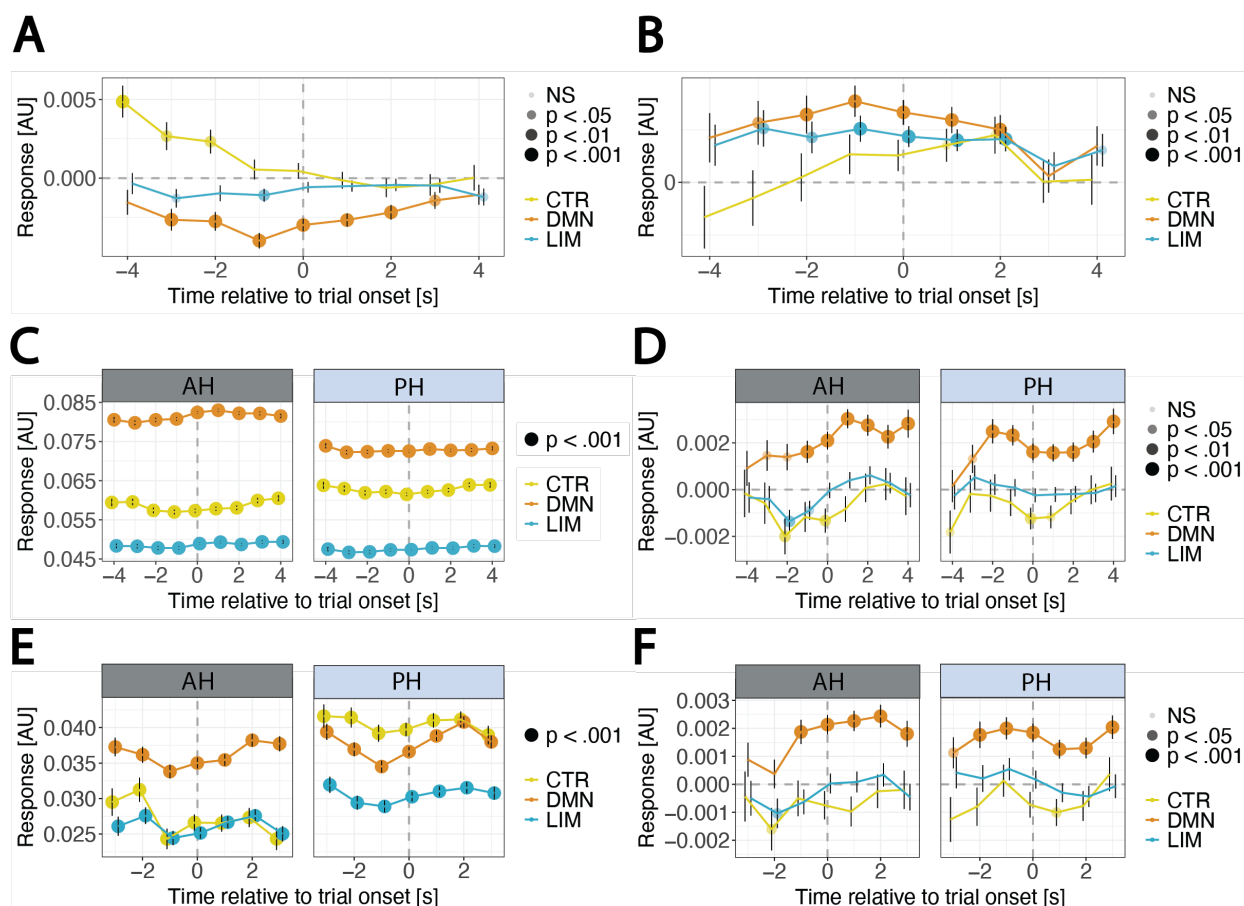 A
B
Response [AU]
0.005
0.000
−4
−2
0
2
4
Time relative to trial onset [s]
NS
p < .05
p < .01
p < .001
CTR
DMN
LIM
Response [AU]
0
−4
−2
0
2
4
Time relative to trial onset [s]
NS
p < .05
p < .01
p < .001
CTR
DMN
LIM
C
D
AH
PH
Response [AU]
0.085
0.075
0.065
0.055
0.045
−4
−2
0
2
4
−4
−2
0
2
4
Time relative to trial onset [s]
p < .001
CTR
DMN
LIM
AH
PH
Response [AU]
0.002
0.000
−0.002
−4
−2
0
2
4
−4
−2
0
2
4
Time relative to trial onset [s]
NS
p < .05
p < .01
p < .001
CTR
DMN
LIM
E
F
AH
PH
Response [AU]
0.040
0.035
0.030
0.025
−2
0
2
−2
0
2
Time relative to trial onset [s]
p < .001
CTR
DMN
LIM
AH
PH
Response [AU]
0.003
0.002
0.001
0.000
−0.001
−0.002
−2
0
2
−2
0
2
Time relative to trial onset [s]
NS
p < .05
p < .001
CTR
DMN
LIM